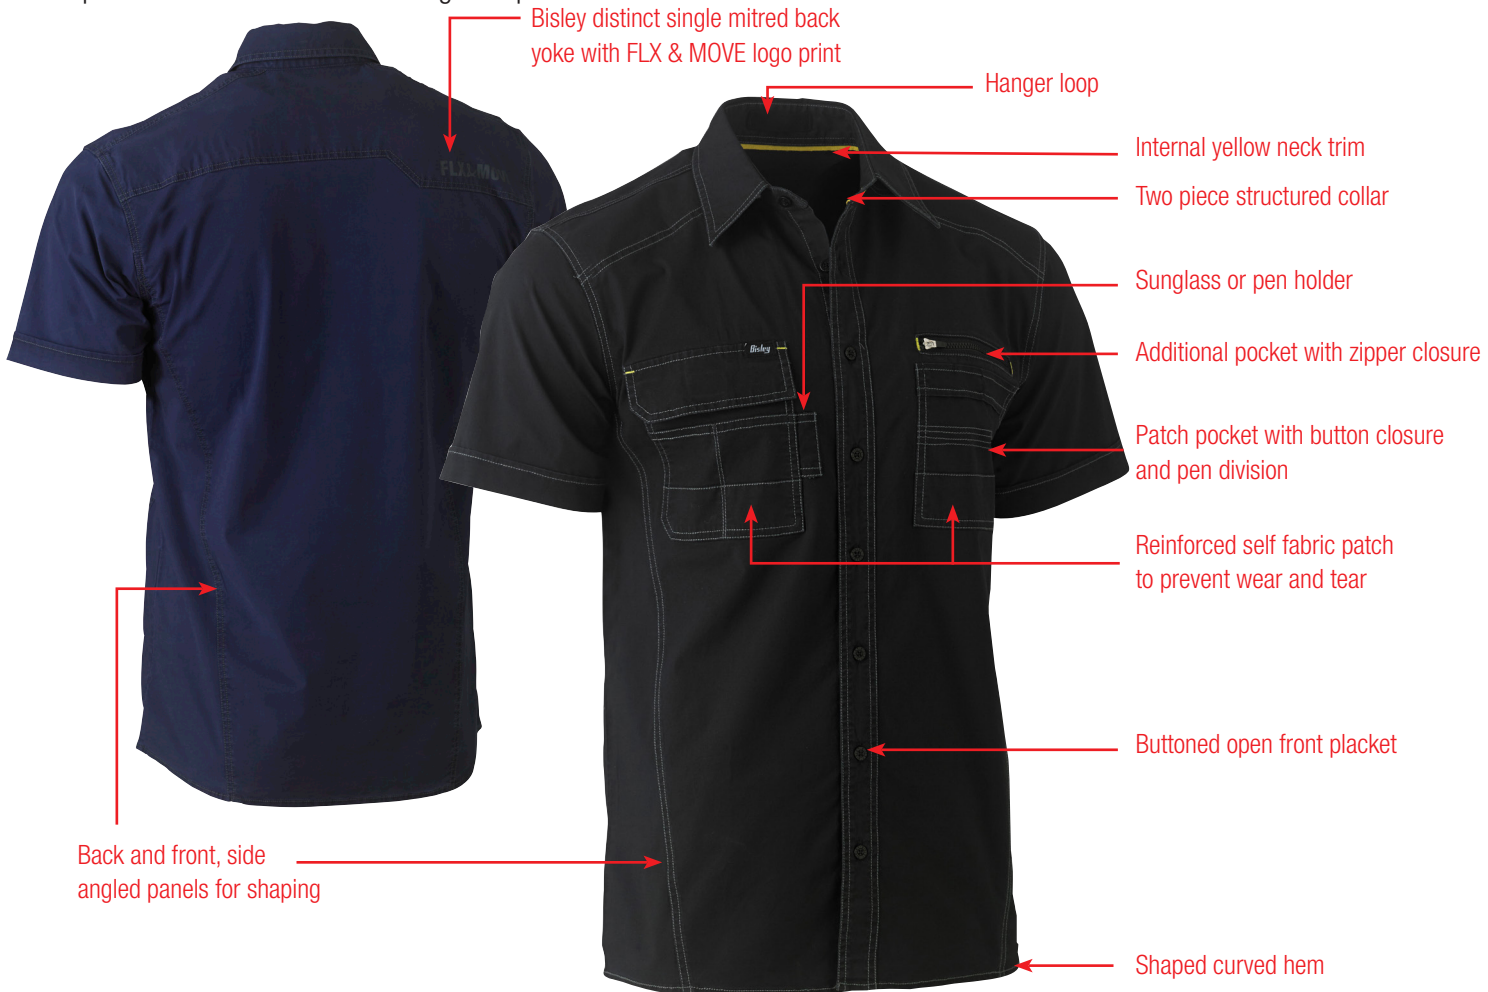 Bisley distinct single mitred back
yoke with FLX & MOVE logo print
Hanger loop
Internal yellow neck trim
Two piece structured collar
Sunglass or pen holder
Additional pocket with zipper closure
Patch pocket with button closure
and pen division
Reinforced self fabric patch
to prevent wear and tear
Buttoned open front placket
Back and front, side
angled panels for shaping
Shaped curved hem
FLX&MOV
Bisley